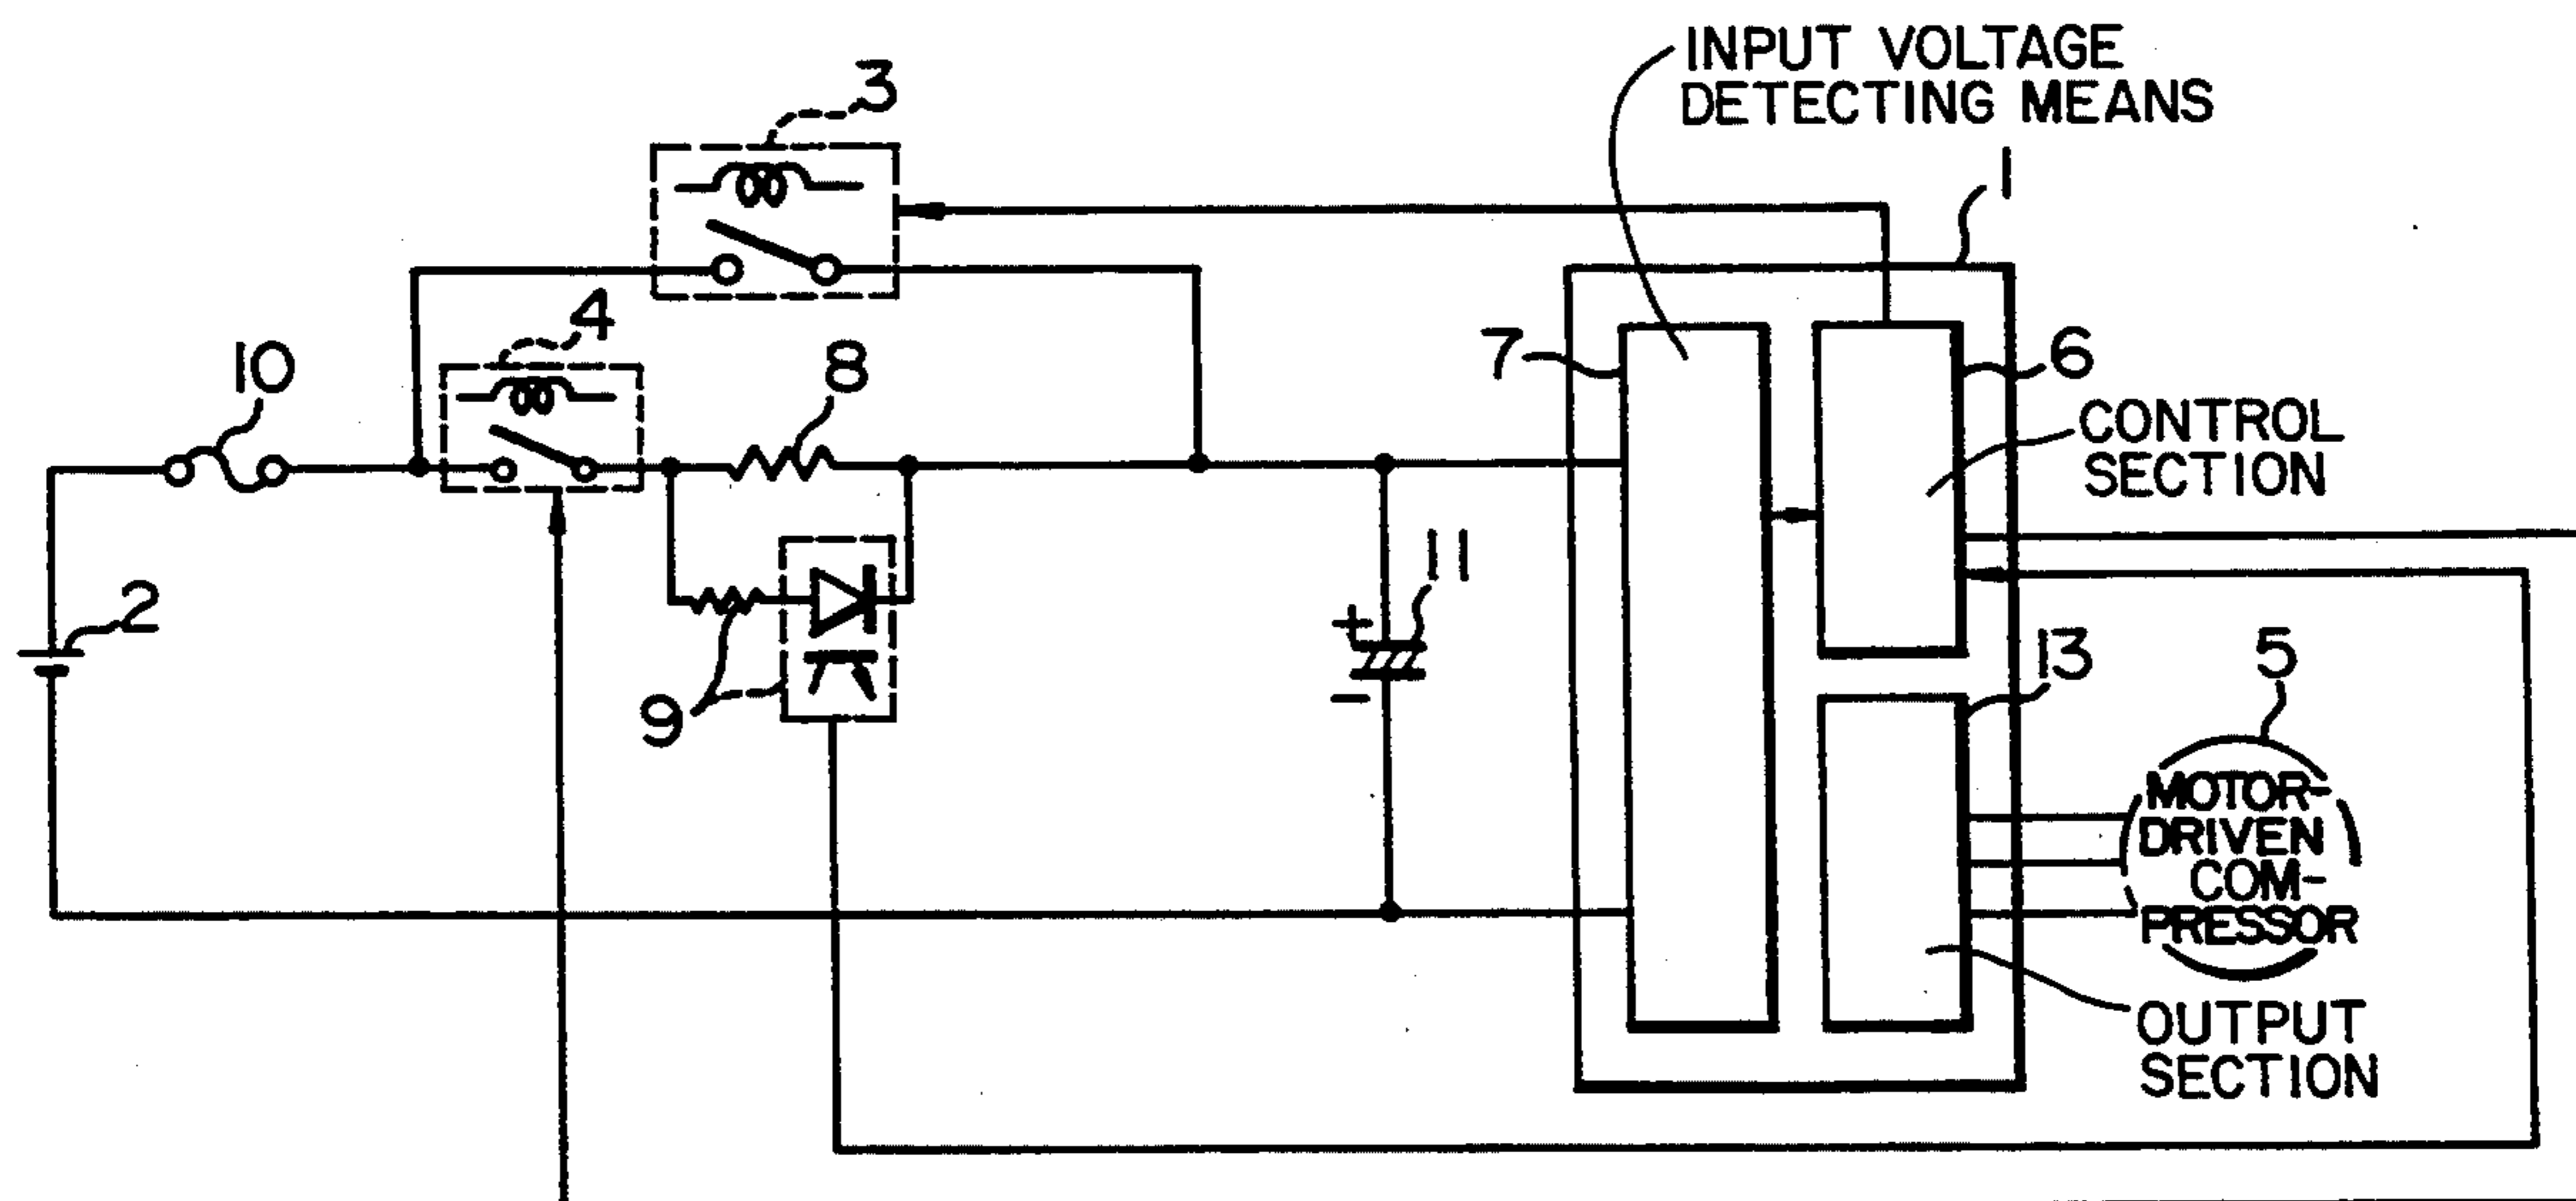 INPUT VOLTAGE
DETECTING MEANS
3
1
4
10
8
7
6
CONTROL
SECTION
11
2
+
9
−
13
5
MOTOR-
DRIVEN
COM-
PRESSOR
OUTPUT
SECTION